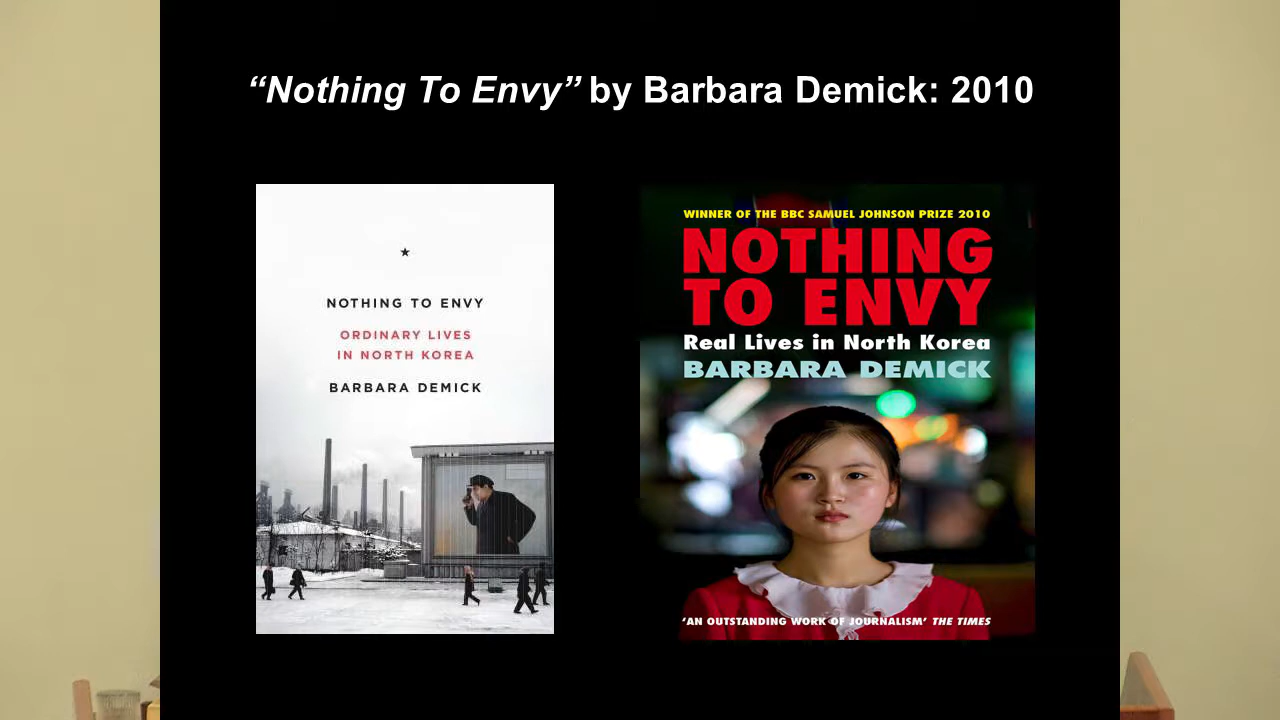 “Nothing To Envy” by Barbara Demick: 2010
NOTHING TO ENVY
ORDINARY LIVES
IN NORTH KOREA
BARBARA DEMICK
WINNER OF THE BBC SAMUEL JOHNSON PRIZE 2010
NOTHING
TO ENVY
Real Lives in North Korea
BARBARA DEMICK
‘AN OUTSTANDING WORK OF JOURNALISM’ THE TIMES